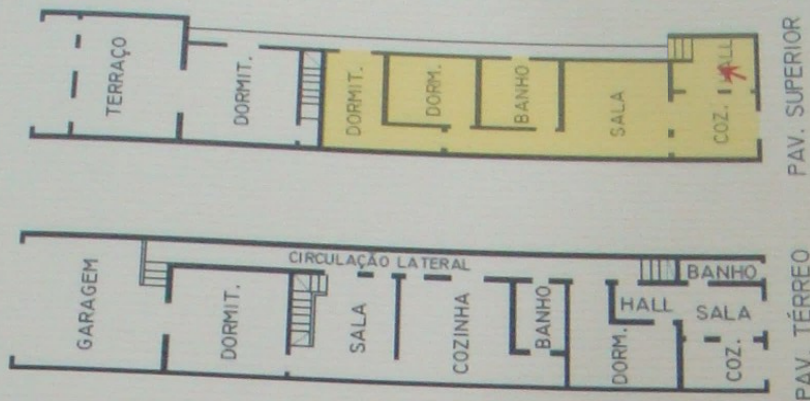 TERRAÇO
DORMIT.
DORMIT.
DORM.
BANHO
SALA
HALL
COZ.
PAV. SUPERIOR
GARAGEM
CIRCULAÇÃO LATERAL
DORMIT.
SALA
COZINHA
BANHO
DORM.
HALL
BANHO
SALA
COZ.
PAV. TÉRREO